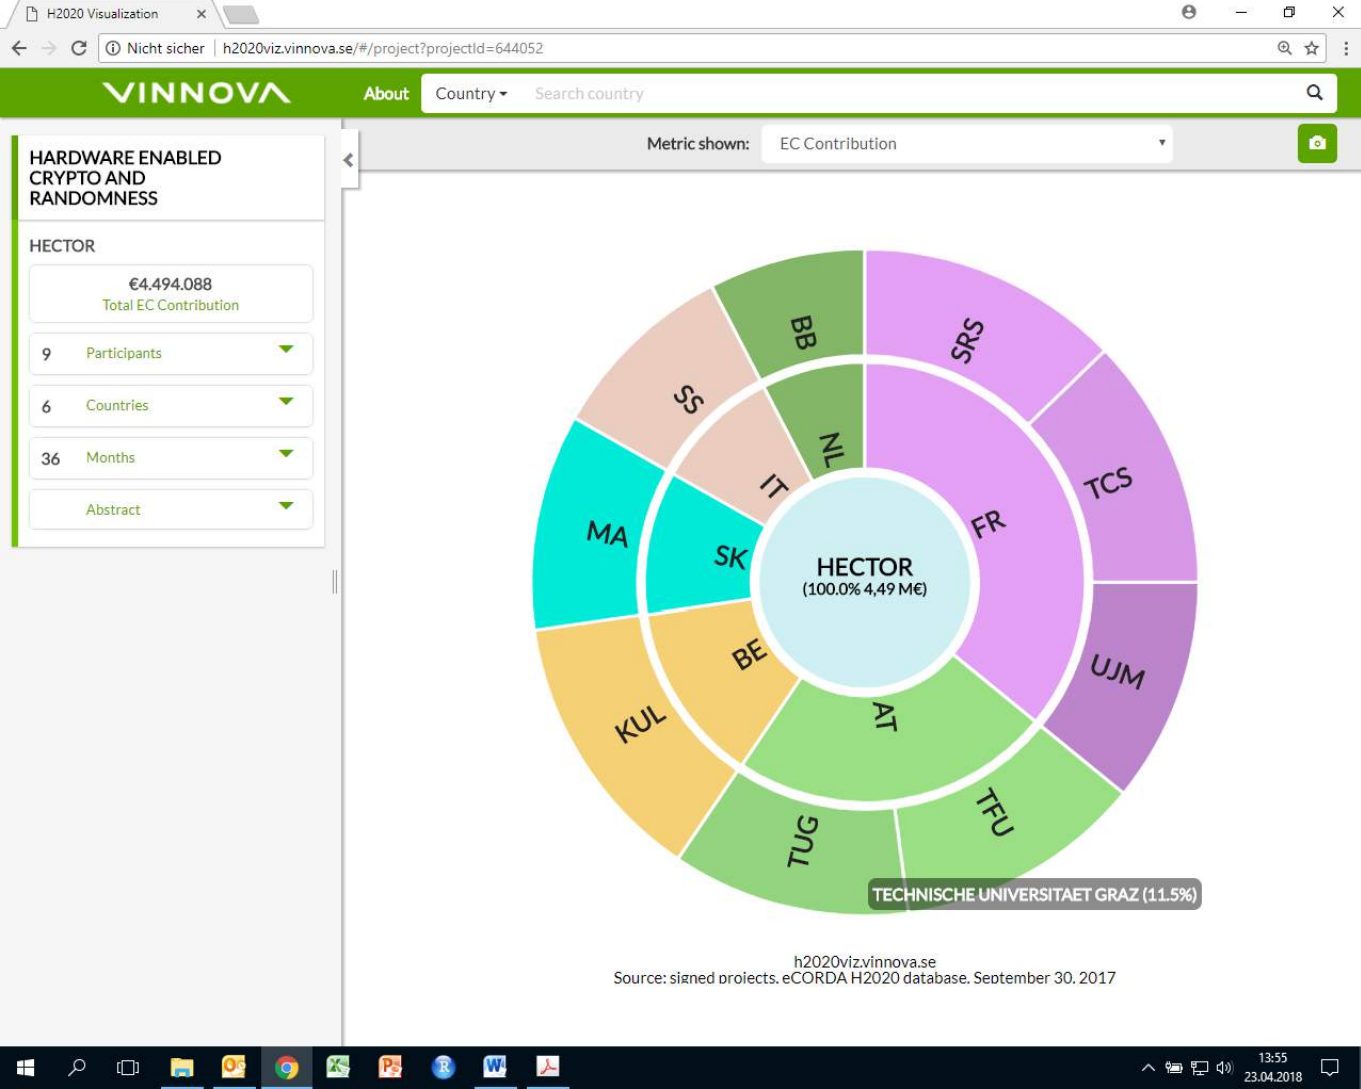 H2020 Visualization
Nicht sicher
h2020viz.vinnova.se/#/project?projectId=644052
VINNOVA
About
Country
Search country
Metric shown:
EC Contribution
HARDWARE ENABLED
CRYPTO AND
RANDOMNESS
HECTOR
€4.494.088
Total EC Contribution
9 Participants
6 Countries
36 Months
Abstract
BB
SRS
SS
NL
IT
TCS
FR
MA
SK
HECTOR
(100.0% 4,49 M€)
BE
UJM
KUL
AT
TUG
TFU
TECHNISCHE UNIVERSITAET GRAZ (11.5%)
h2020viz.vinnova.se
Source: signed projects. eCORDA H2020 database. September 30. 2017
13:55
23.04.2018